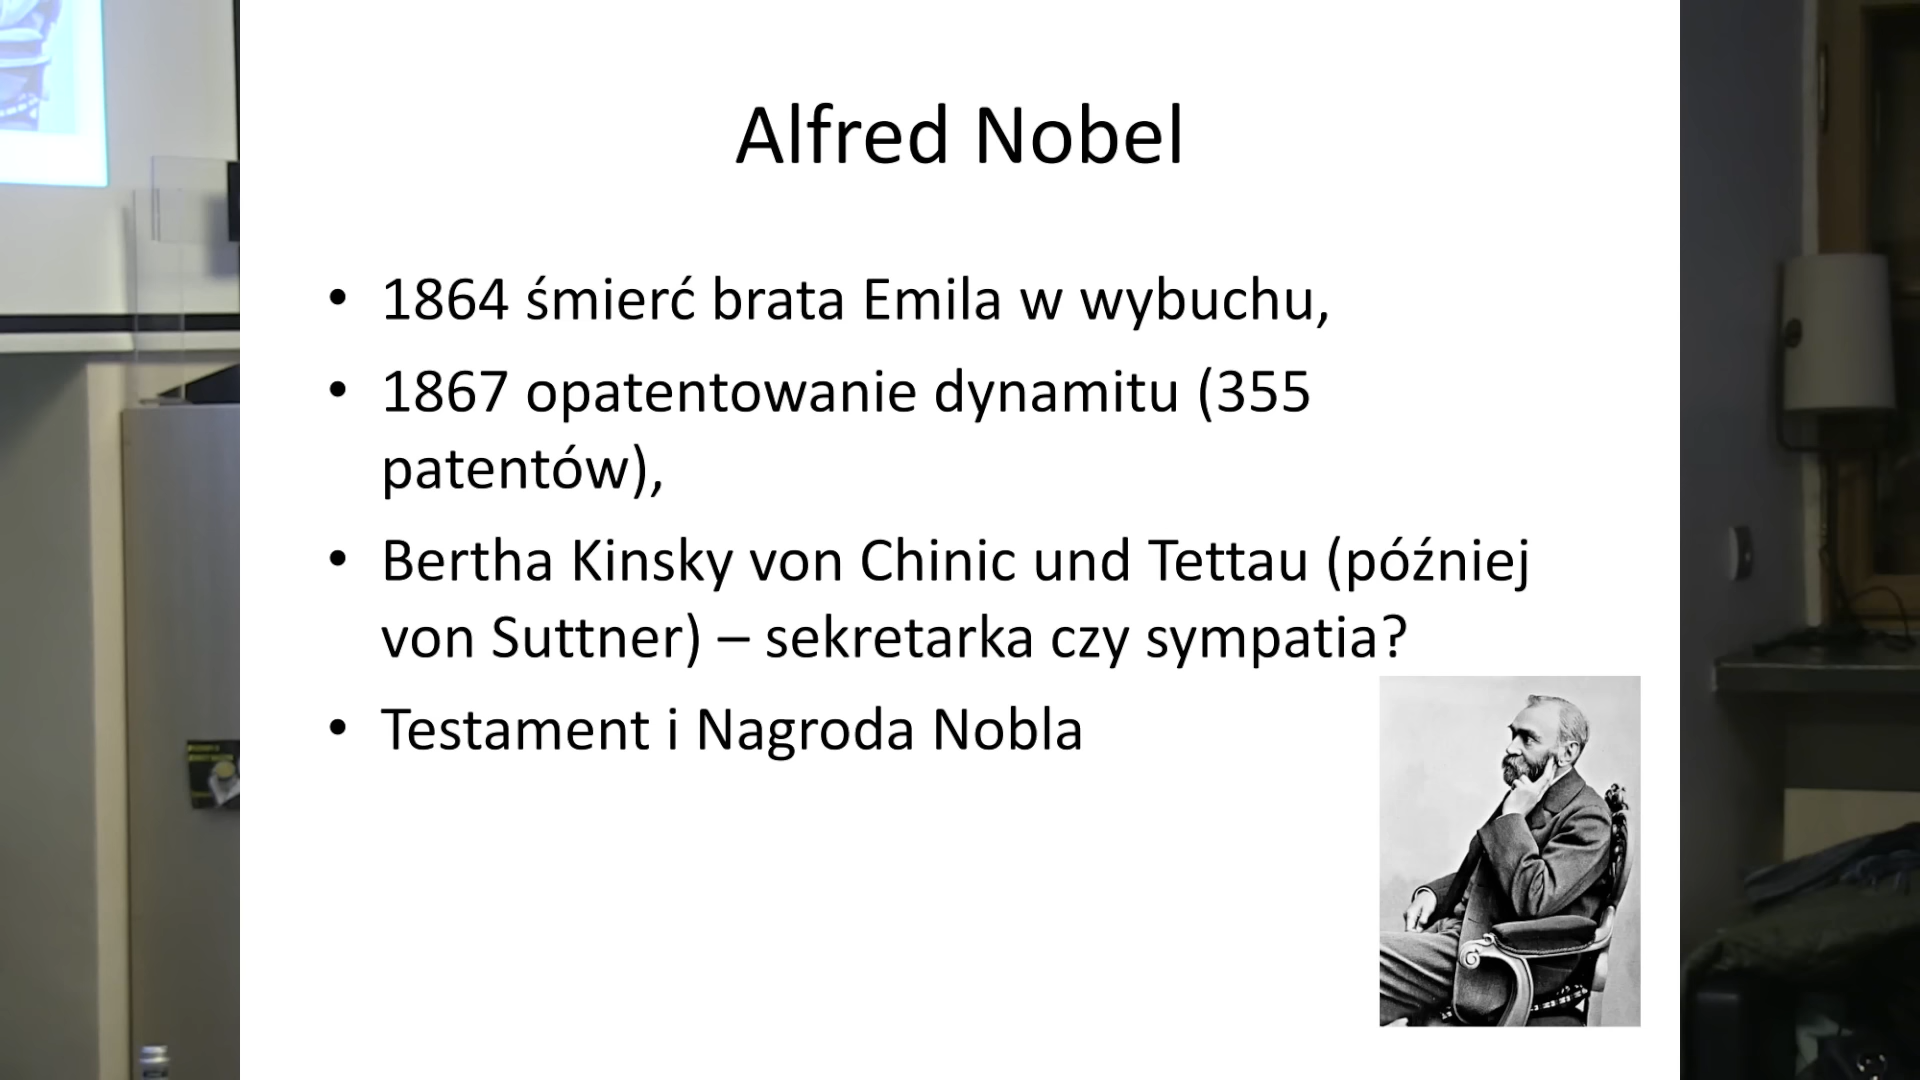 Alfred Nobel
• 1864 śmierć brata Emila w wybuchu,
• 1867 opatentowanie dynamitu (355
patentów),
• Bertha Kinsky von Chinic und Tettau (później
von Suttner) – sekretarka czy sympatia?
• Testament i Nagroda Nobla